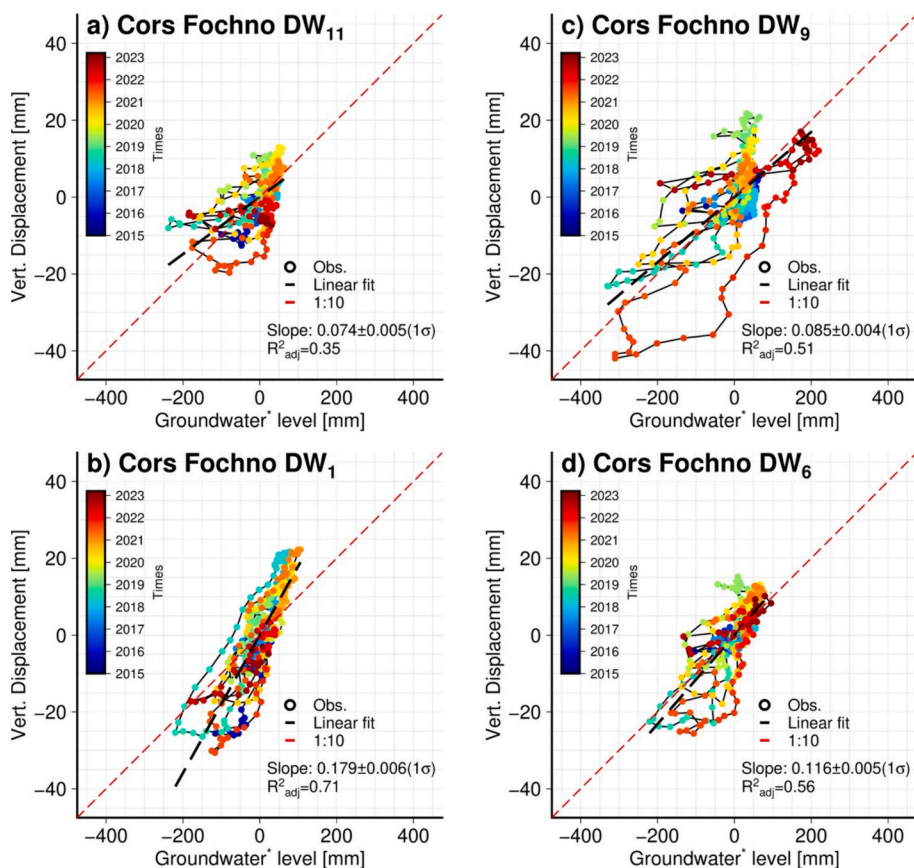 a) Cors Fochno DW₁₁
Vert. Displacement [mm]
40
20
0
−20
−40
2023
2022
2021
2020
2019
2018
2017
2016
2015
Times
Obs.
Linear fit
1:10
Slope: 0.074±0.005(1σ)
R²adj=0.35
−400 −200 0 200 400
Groundwater* level [mm]
c) Cors Fochno DW₉
Vert. Displacement [mm]
40
20
0
−20
−40
2023
2022
2021
2020
2019
2018
2017
2016
2015
Times
Obs.
Linear fit
1:10
Slope: 0.085±0.004(1σ)
R²adj=0.51
−400 −200 0 200 400
Groundwater* level [mm]
b) Cors Fochno DW₁
Vert. Displacement [mm]
40
20
0
−20
−40
2023
2022
2021
2020
2019
2018
2017
2016
2015
Times
Obs.
Linear fit
1:10
Slope: 0.179±0.006(1σ)
R²adj=0.71
−400 −200 0 200 400
Groundwater* level [mm]
d) Cors Fochno DW₆
Vert. Displacement [mm]
40
20
0
−20
−40
2023
2022
2021
2020
2019
2018
2017
2016
2015
Times
Obs.
Linear fit
1:10
Slope: 0.116±0.005(1σ)
R²adj=0.56
−400 −200 0 200 400
Groundwater* level [mm]